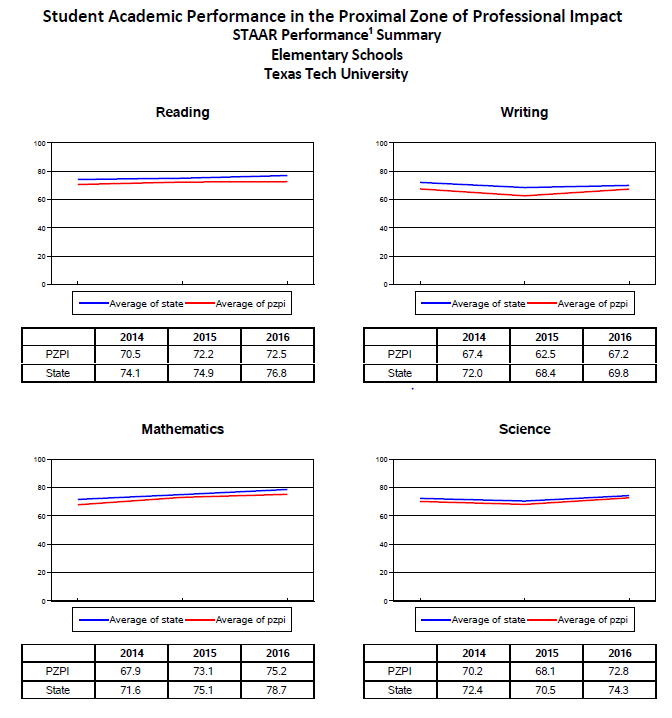 Student Academic Performance in the Proximal Zone of Professional Impact
STAAR Performance¹ Summary
Elementary Schools
Texas Tech University
Reading
100
80
60
40
20
0
Average of state Average of pzpi
2014 2015 2016
PZPI 70.5 72.2 72.5
State 74.1 74.9 76.8
Writing
100
80
60
40
20
0
Average of state Average of pzpi
2014 2015 2016
PZPI 67.4 62.5 67.2
State 72.0 68.4 69.8
Mathematics
100
80
60
40
20
0
Average of state Average of pzpi
2014 2015 2016
PZPI 67.9 73.1 75.2
State 71.6 75.1 78.7
Science
100
80
60
40
20
0
Average of state Average of pzpi
2014 2015 2016
PZPI 70.2 68.1 72.8
State 72.4 70.5 74.3